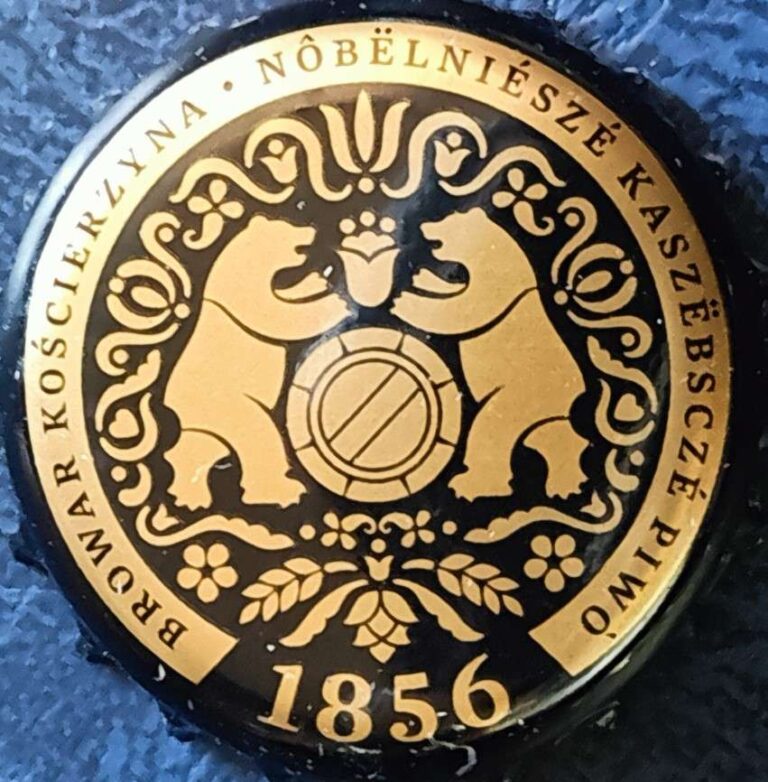 BROWAR KOŚCIERZYNA • NÔBËLNIÉSZÉ KASZËBSCZÉ PIWÒ
1856